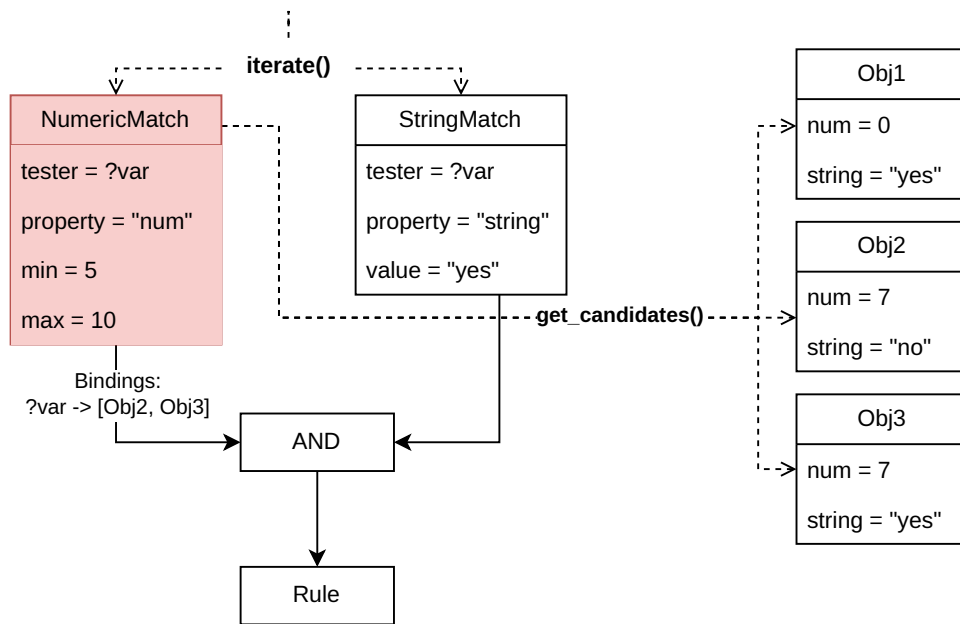 iterate()
NumericMatch
tester = ?var
property = "num"
min = 5
max = 10
StringMatch
tester = ?var
property = "string"
value = "yes"
Obj1
num = 0
string = "yes"
Obj2
num = 7
string = "no"
Obj3
num = 7
string = "yes"
get_candidates()
Bindings:
?var -> [Obj2, Obj3]
AND
Rule